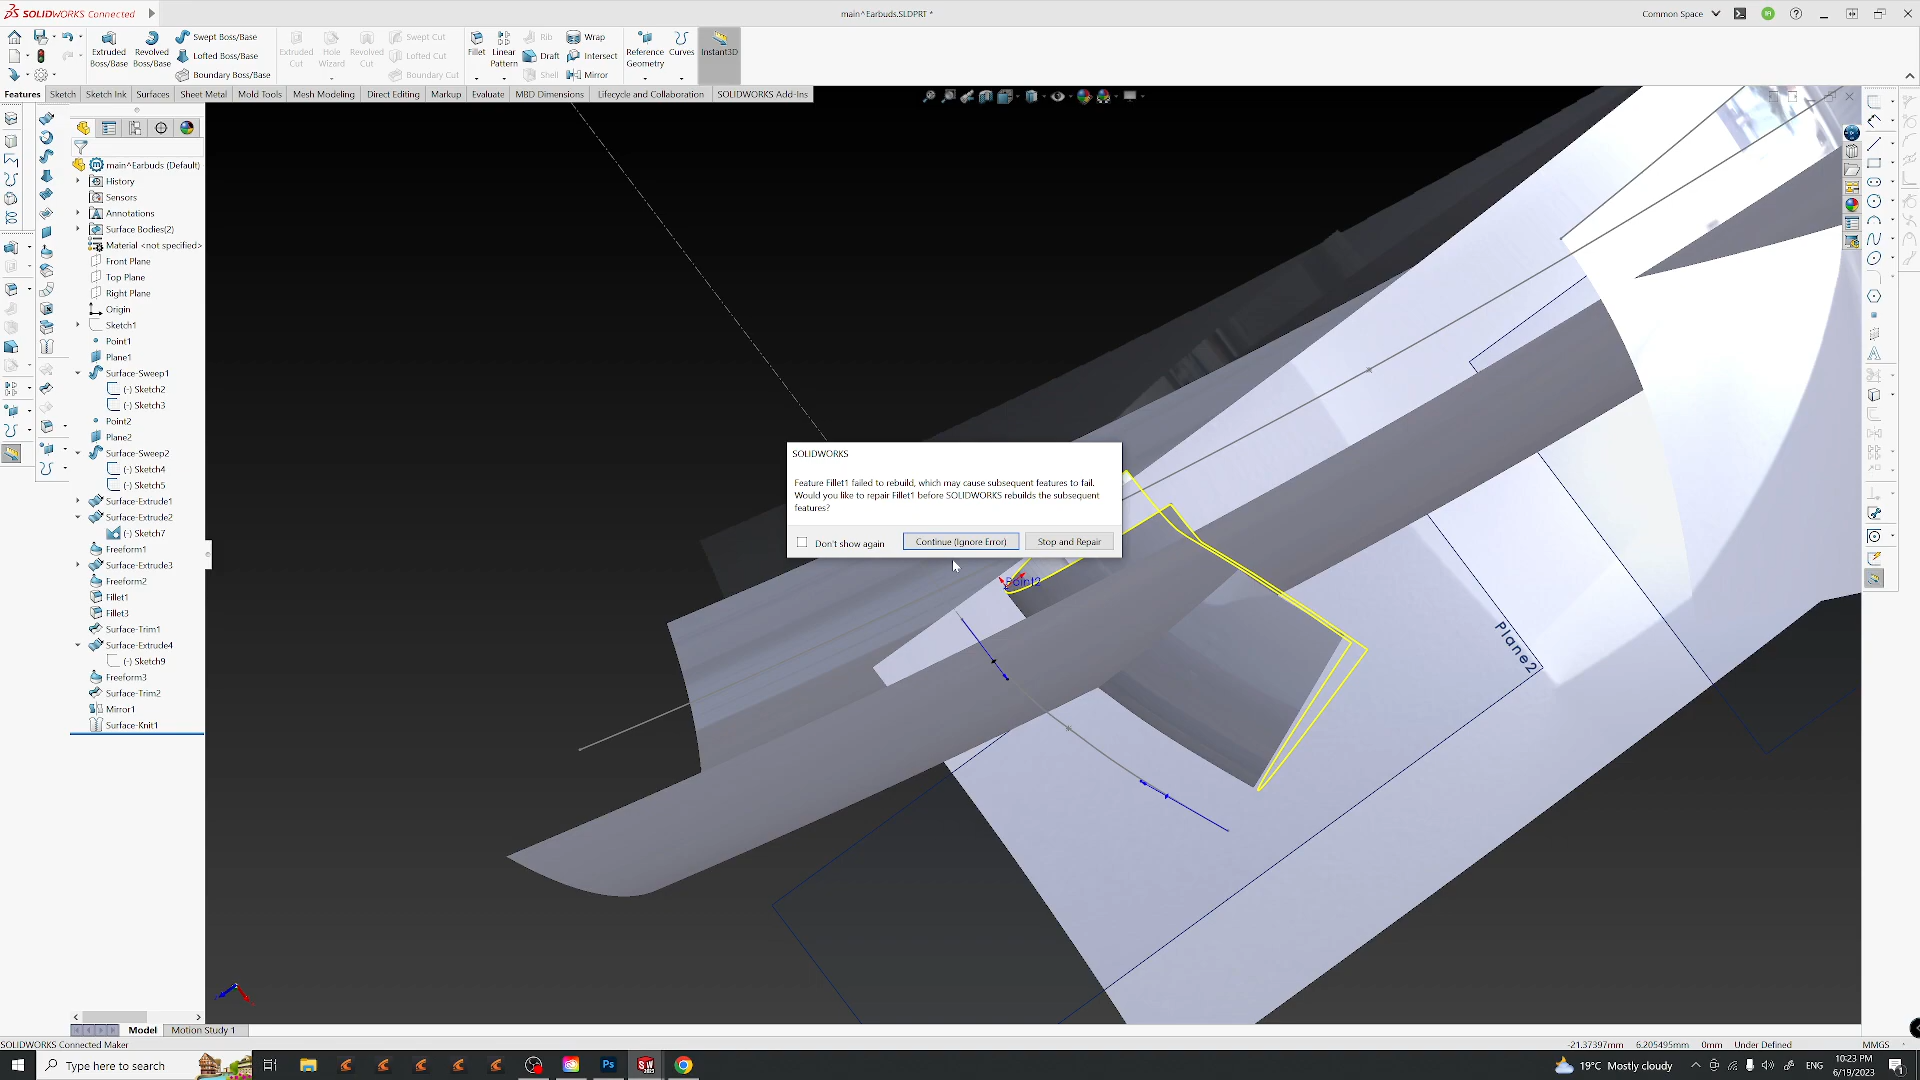 SOLIDWORKS Connected
main^Earbuds.SLDPRT *
Common Space
Extruded Boss/Base
Revolved Boss/Base
Swept Boss/Base
Lofted Boss/Base
Boundary Boss/Base
Extruded Cut
Hole Wizard
Revolved Cut
Swept Cut
Lofted Cut
Boundary Cut
Fillet
Linear Pattern
Rib
Draft
Shell
Wrap
Intersect
Mirror
Reference Geometry
Curves
Instant3D
Features Sketch Sketch Ink Surfaces Sheet Metal Mold Tools Mesh Modeling Direct Editing Markup Evaluate MBD Dimensions Lifecycle and Collaboration SOLIDWORKS Add-Ins
main^Earbuds (Default)
History
Sensors
Annotations
Surface Bodies(2)
Material <not specified>
Front Plane
Top Plane
Right Plane
Origin
Sketch1
Point1
Plane1
Surface-Sweep1
(-) Sketch2
(-) Sketch3
Point2
Plane2
Surface-Sweep2
(-) Sketch4
(-) Sketch5
Surface-Extrude1
Surface-Extrude2
(-) Sketch7
Freeform1
Surface-Extrude3
Freeform2
Fillet1
Fillet3
Surface-Trim1
Surface-Extrude4
(-) Sketch9
Freeform3
Surface-Trim2
Mirror1
Surface-Knit1
SOLIDWORKS
Feature Fillet1 failed to rebuild, which may cause subsequent features to fail.
Would you like to repair Fillet1 before SOLIDWORKS rebuilds the subsequent
features?
Don't show again
Continue (Ignore Error)
Stop and Repair
Point2
Plane2
Model
Motion Study 1
SOLIDWORKS Connected Maker
-21.37397mm 6.205495mm 0mm Under Defined MMGS
Type here to search
Ps
SW
19°C Mostly cloudy
ENG
10:23 PM
6/19/2023